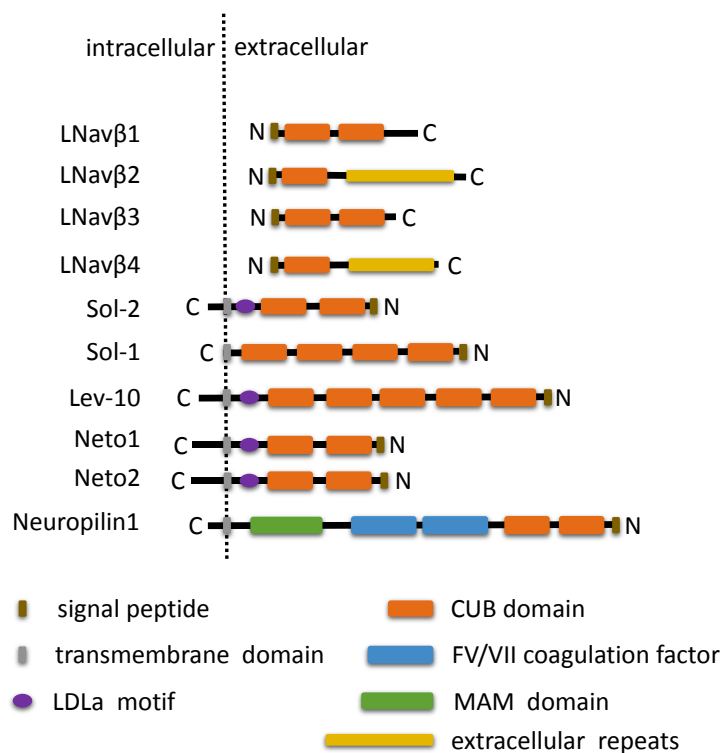 intracellular extracellular
LNavβ1 N C
LNavβ2 N C
LNavβ3 N C
LNavβ4 N C
Sol-2 C N
Sol-1 C N
Lev-10 C N
Neto1 C N
Neto2 C N
Neuropilin1 C N
signal peptide CUB domain
transmembrane domain FV/VII coagulation factor
LDLa motif MAM domain
extracellular repeats